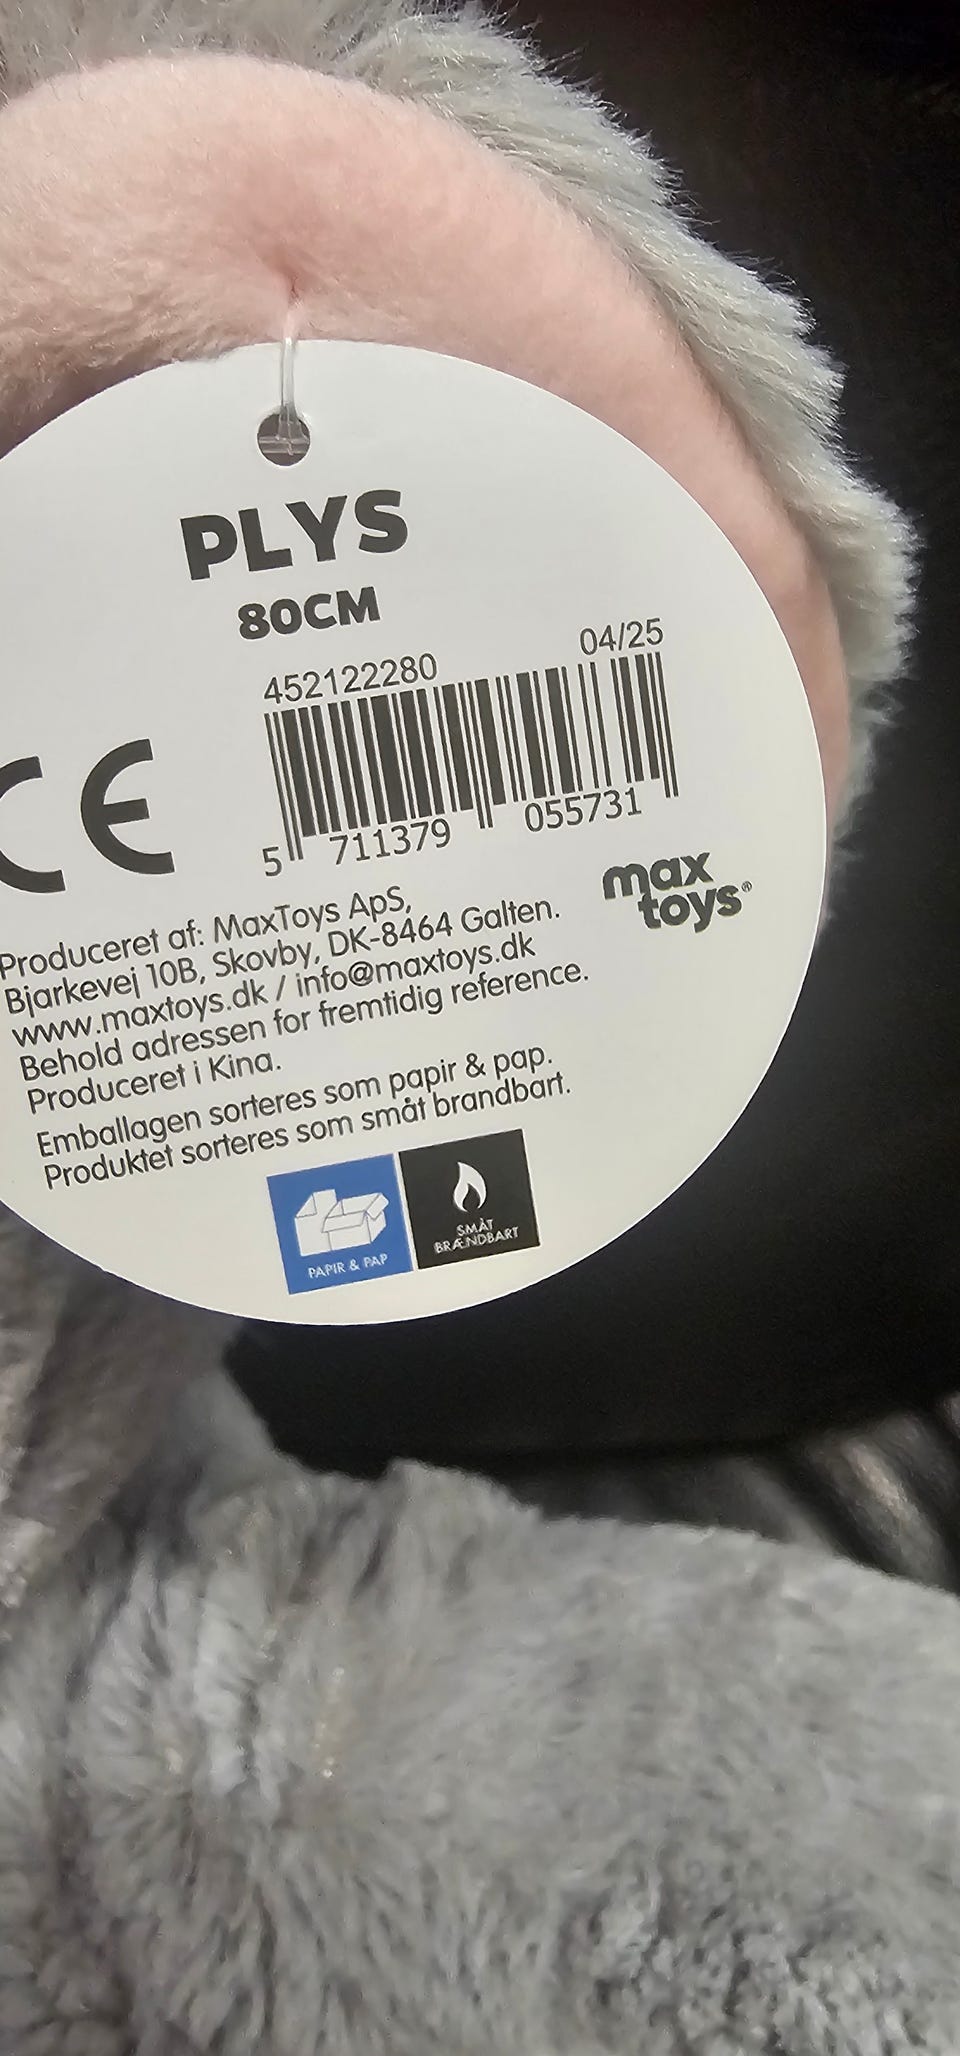 PLYS
80CM
452122280 04/25
5 711379 055731
CE
max
toys®
Produceret af: MaxToys ApS,
Bjarkevej 10B, Skovby, DK-8464 Galten.
www.maxtoys.dk / info@maxtoys.dk
Behold adressen for fremtidig reference.
Produceret i Kina.
Emballagen sorteres som papir & pap.
Produktet sorteres som småt brandbart.
PAPIR & PAP
SMÅT
BRÆNDBART